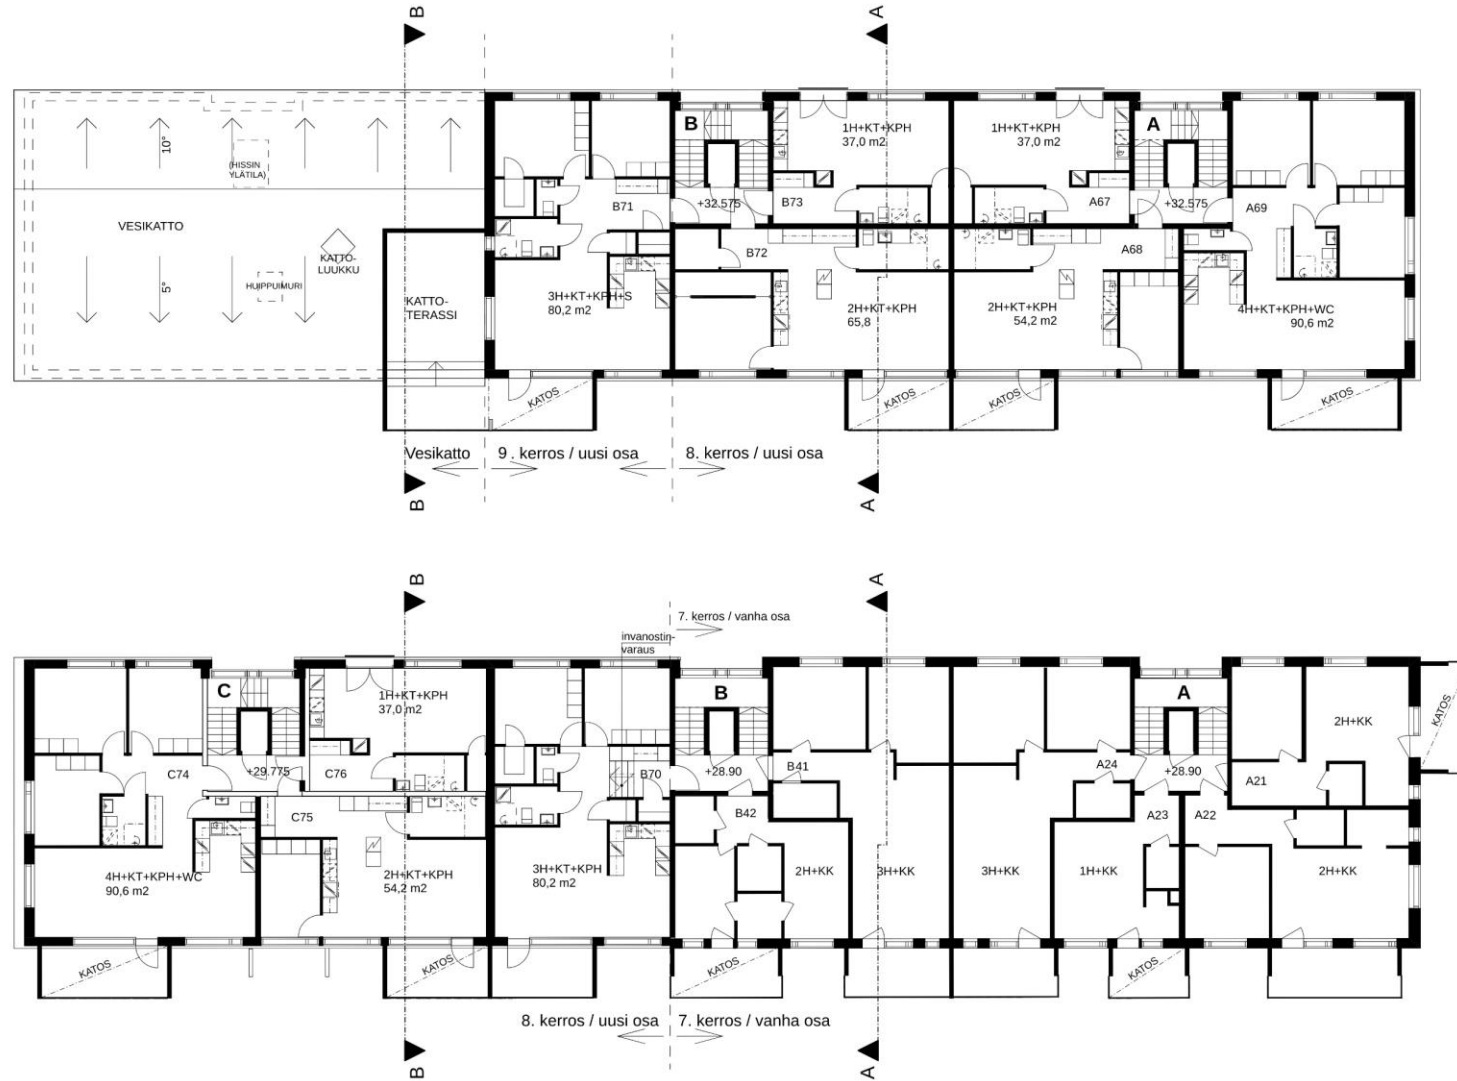 B
A
10°
(HISSIN
YLÄTILA)
VESIKATTO
KATTO-
LUUKKU
HUIPPUIMURI
5°
KATTO-
TERASSI
B71
3H+KT+KPH+S
80,2 m2
KATOS
B
+32.575
1H+KT+KPH
37,0 m2
B73
B72
2H+KT+KPH
65,8
KATOS
1H+KT+KPH
37,0 m2
A67
A68
2H+KT+KPH
54,2 m2
KATOS
A
+32.575
A69
4H+KT+KPH+WC
90,6 m2
KATOS
Vesikatto
9 . kerros / uusi osa
8. kerros / uusi osa
B
A
B
A
7. kerros / vanha osa
invanostin-
varaus
C
+29.775
C74
4H+KT+KPH+WC
90,6 m2
KATOS
1H+KT+KPH
37,0 m2
C76
C75
2H+KT+KPH
54,2 m2
KATOS
B70
3H+KT+KPH
80,2 m2
B
+28.90
B41
B42
2H+KK
KATOS
3H+KK
3H+KK
A
+28.90
A24
A23
1H+KK
KATOS
A22
A21
2H+KK
2H+KK
KATOS
8. kerros / uusi osa
7. kerros / vanha osa
B
A